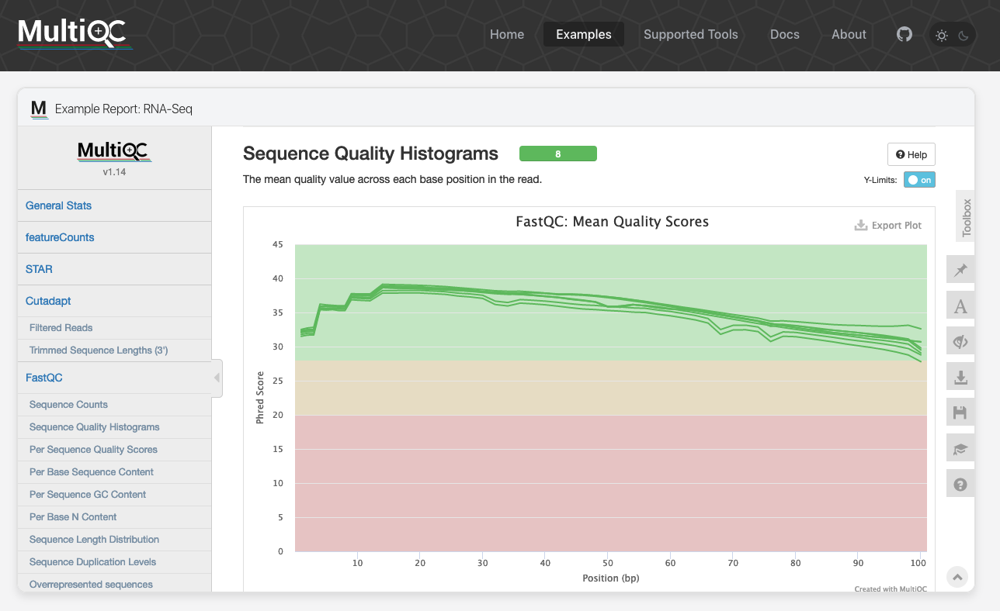 MultiQC
Home Examples Supported Tools Docs About
M Example Report: RNA-Seq
MultiQC
v1.14
General Stats
featureCounts
STAR
Cutadapt
Filtered Reads
Trimmed Sequence Lengths (3')
FastQC
Sequence Counts
Sequence Quality Histograms
Per Sequence Quality Scores
Per Base Sequence Content
Per Sequence GC Content
Per Base N Content
Sequence Length Distribution
Sequence Duplication Levels
Overrepresented sequences
Sequence Quality Histograms 8
Help
The mean quality value across each base position in the read.
Y-Limits: on
FastQC: Mean Quality Scores
Export Plot
45
40
35
30
25
20
15
10
5
0
Phred Score
10 20 30 40 50 60 70 80 90 100
Position (bp)
Created with MultiQC
Toolbox
A